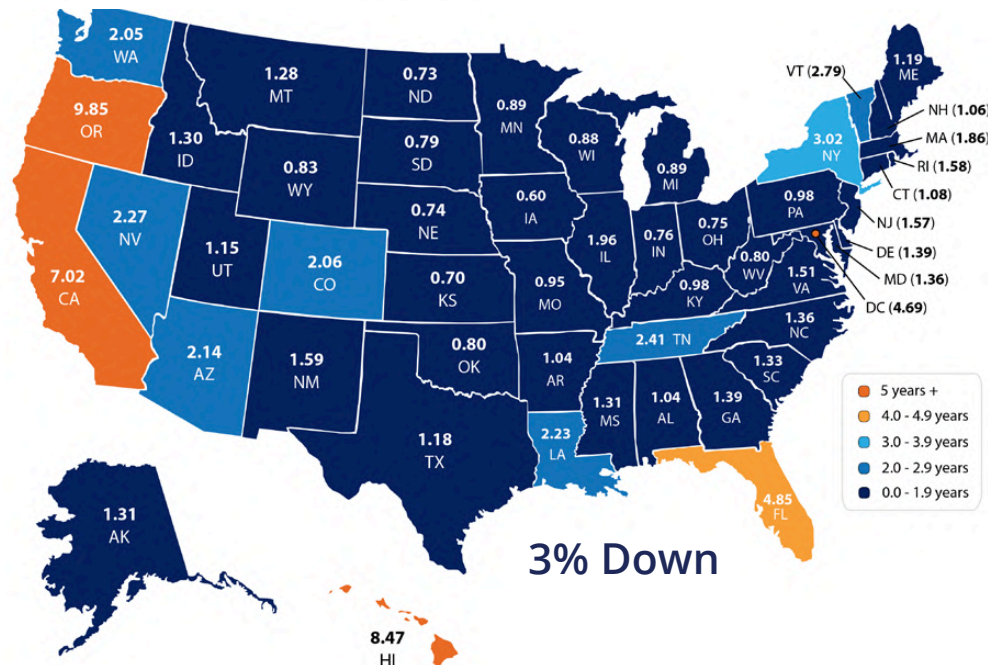 2.05
WA
9.85
OR
7.02
CA
2.27
NV
1.30
ID
1.28
MT
0.83
WY
1.15
UT
2.06
CO
2.14
AZ
1.59
NM
0.73
ND
0.79
SD
0.74
NE
0.70
KS
0.80
OK
1.18
TX
0.89
MN
0.60
IA
0.95
MO
1.04
AR
2.23
LA
0.88
WI
1.96
IL
0.89
MI
0.76
IN
0.75
OH
0.98
KY
2.41 TN
1.31
MS
1.04
AL
1.39
GA
4.85
FL
1.33
SC
1.36
NC
1.51
VA
0.80
WV
0.98
PA
3.02
NY
1.19
ME
VT (2.79)
NH (1.06)
MA (1.86)
RI (1.58)
CT (1.08)
NJ (1.57)
DE (1.39)
MD (1.36)
DC (4.69)
1.31
AK
8.47
HI
5 years +
4.0 - 4.9 years
3.0 - 3.9 years
2.0 - 2.9 years
0.0 - 1.9 years
3% Down